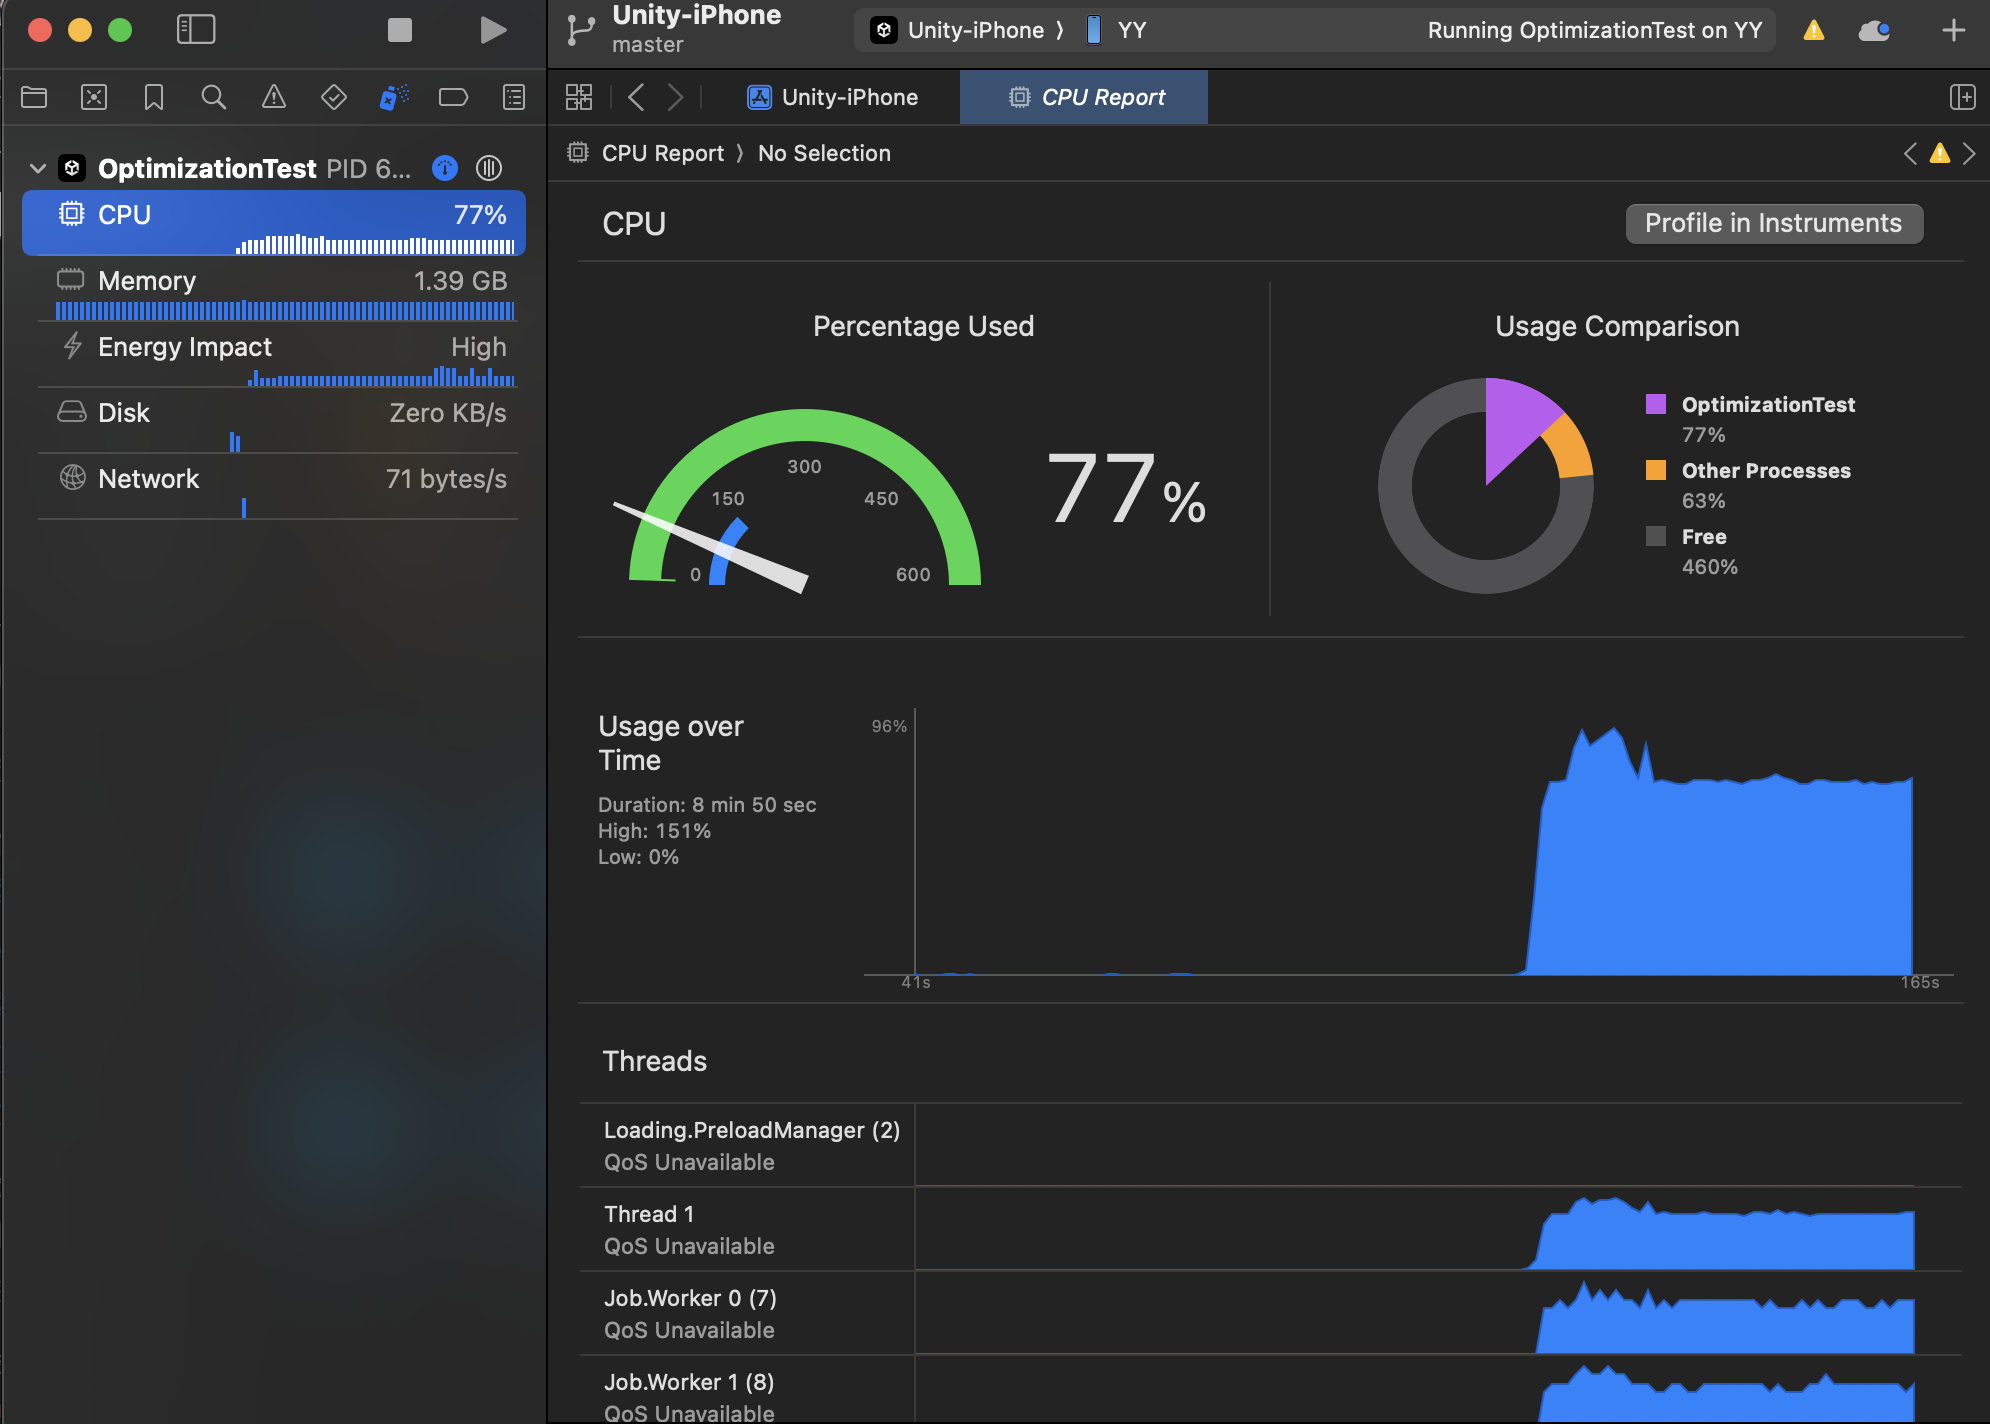 Unity-iPhone
master
Unity-iPhone
YY
Running OptimizationTest on YY
Unity-iPhone
CPU Report
OptimizationTest PID 6...
CPU 77%
Memory 1.39 GB
Energy Impact High
Disk Zero KB/s
Network 71 bytes/s
CPU Report
No Selection
CPU
Profile in Instruments
Percentage Used
0
150
300
450
600
77%
Usage Comparison
OptimizationTest
77%
Other Processes
63%
Free
460%
Usage over
Time
Duration: 8 min 50 sec
High: 151%
Low: 0%
96%
41s
165s
Threads
Loading.PreloadManager (2)
QoS Unavailable
Thread 1
QoS Unavailable
Job.Worker 0 (7)
QoS Unavailable
Job.Worker 1 (8)
QoS Unavailable